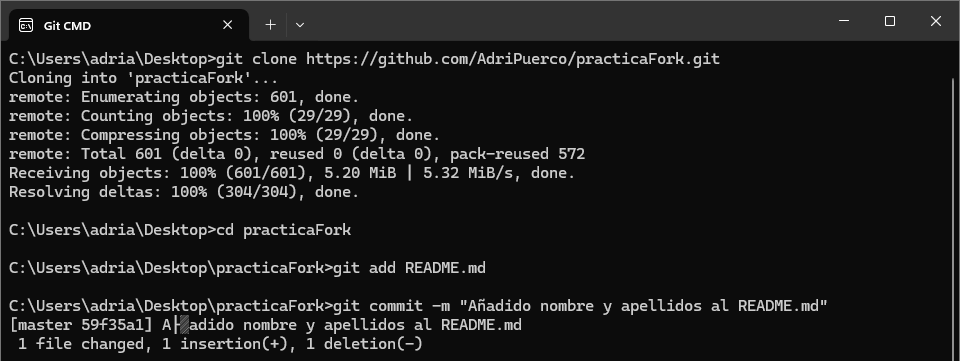 Git CMD
C:\Users\adria\Desktop>git clone https://github.com/AdriPuerco/practicaFork.git
Cloning into 'practicaFork'...
remote: Enumerating objects: 601, done.
remote: Counting objects: 100% (29/29), done.
remote: Compressing objects: 100% (29/29), done.
remote: Total 601 (delta 0), reused 0 (delta 0), pack-reused 572
Receiving objects: 100% (601/601), 5.20 MiB | 5.32 MiB/s, done.
Resolving deltas: 100% (304/304), done.
C:\Users\adria\Desktop>cd practicaFork
C:\Users\adria\Desktop\practicaFork>git add README.md
C:\Users\adria\Desktop\practicaFork>git commit -m "Añadido nombre y apellidos al README.md"
[master 59f35a1] A├▒adido nombre y apellidos al README.md
1 file changed, 1 insertion(+), 1 deletion(-)